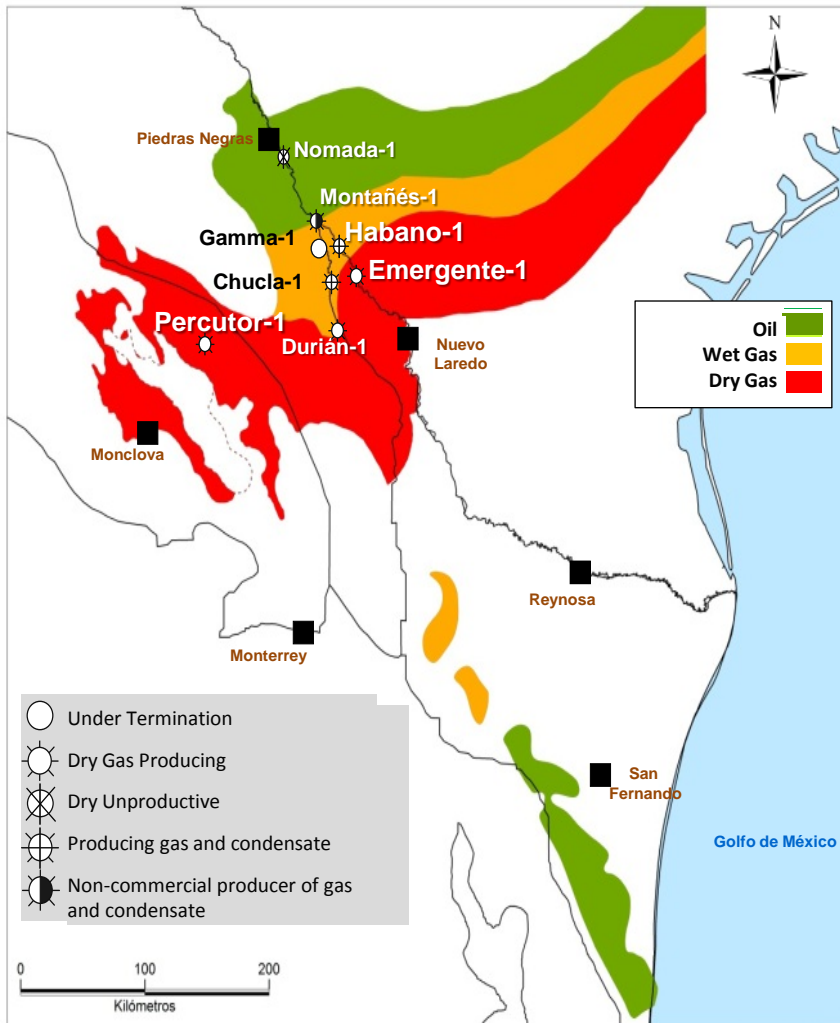 N
Piedras Negras
Nomada-1
Montañés-1
Gamma-1
Habano-1
Chucla-1
Emergente-1
Percutor-1
Durián-1
Nuevo
Laredo
Oil
Wet Gas
Dry Gas
Monclova
Reynosa
Monterrey
San
Fernando
Golfo de México
Under Termination
Dry Gas Producing
Dry Unproductive
Producing gas and condensate
Non-commercial producer of gas
and condensate
0 100 200
Kilómetros